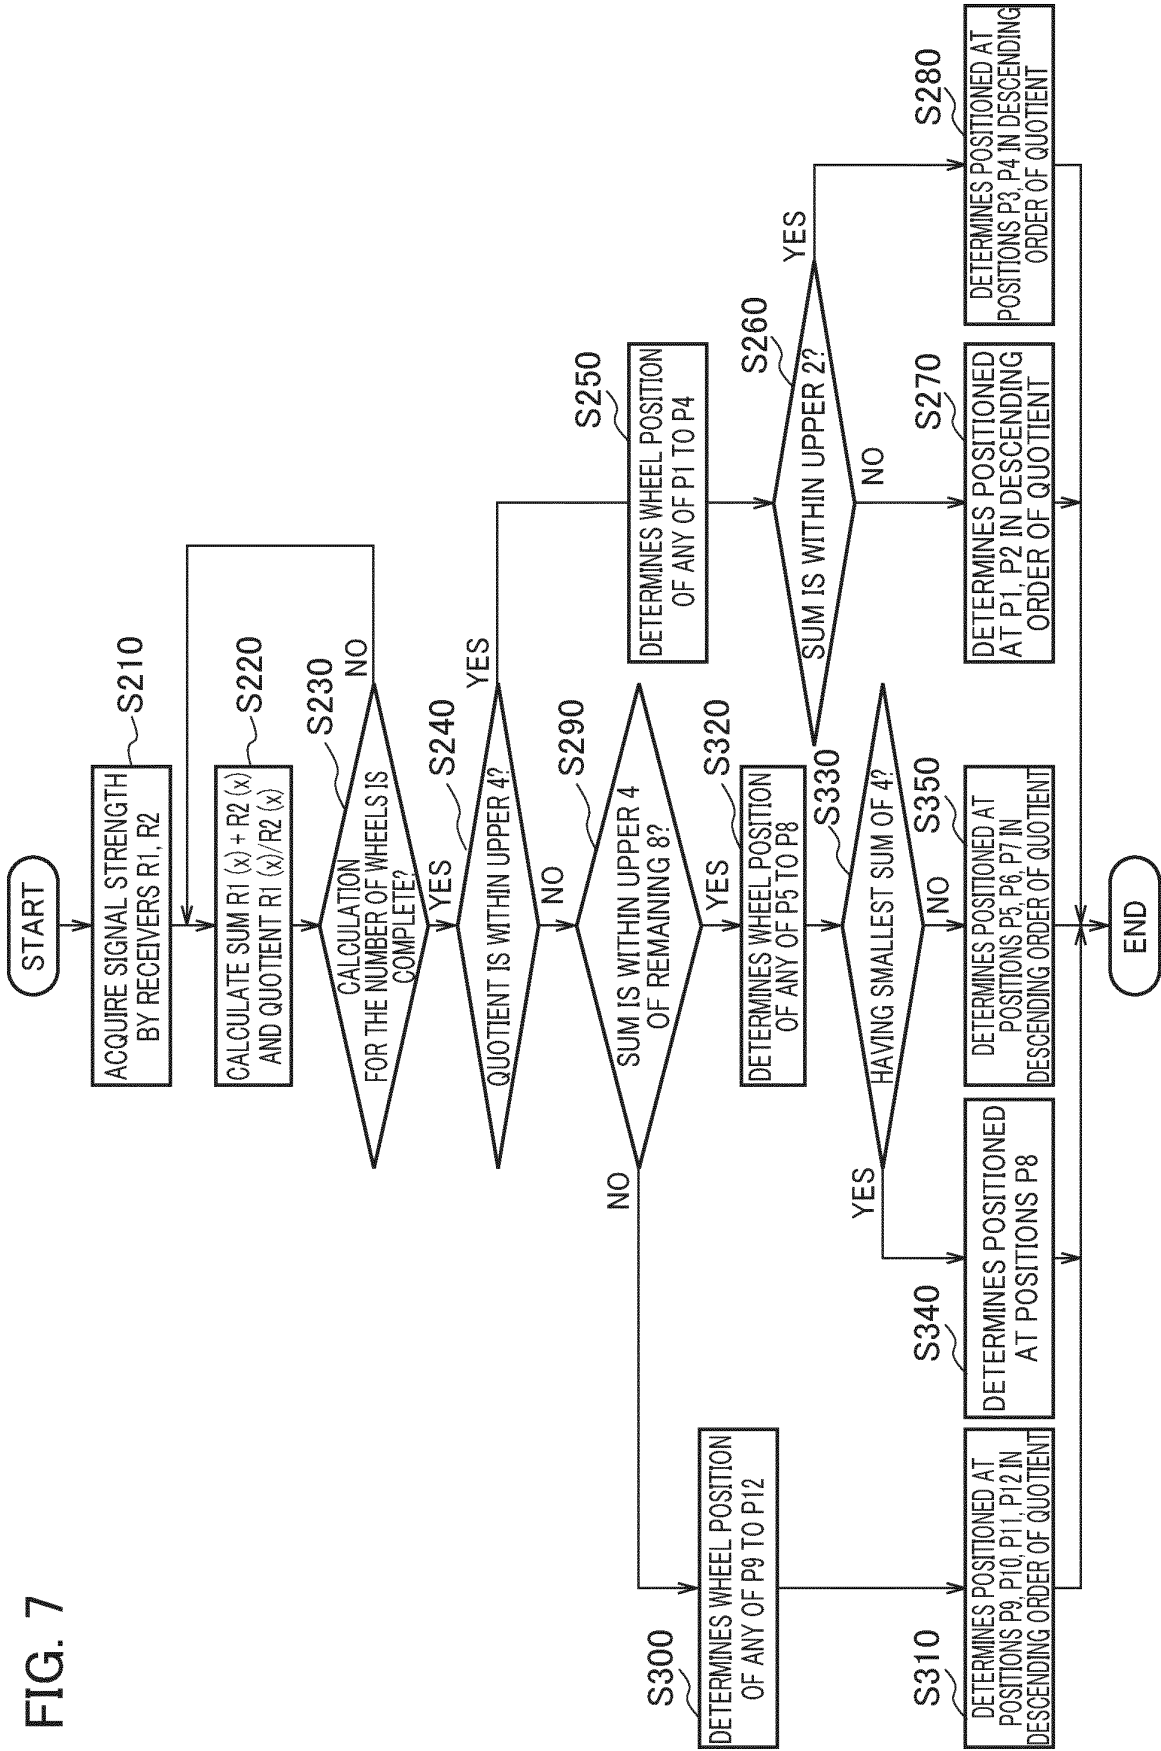 FIG. 7
START
ACQUIRE SIGNAL STRENGTH
BY RECEIVERS R1, R2
S210
CALCULATE SUM R1 (x) + R2 (x)
AND QUOTIENT R1 (x)/R2 (x)
S220
CALCULATION
FOR THE NUMBER OF WHEELS IS
COMPLETE?
S230
NO
YES
QUOTIENT IS WITHIN UPPER 4?
S240
YES
NO
DETERMINES WHEEL POSITION
OF ANY OF P1 TO P4
S250
SUM IS WITHIN UPPER 2?
S260
YES
NO
DETERMINES POSITIONED
AT P1, P2 IN DESCENDING
ORDER OF QUOTIENT
S270
DETERMINES POSITIONED AT
POSITIONS P3, P4 IN DESCENDING
ORDER OF QUOTIENT
S280
SUM IS WITHIN UPPER 4
OF REMAINING 8?
S290
NO
YES
DETERMINES WHEEL POSITION
OF ANY OF P9 TO P12
S300
DETERMINES POSITIONED AT
POSITIONS P9, P10, P11, P12 IN
DESCENDING ORDER OF QUOTIENT
S310
DETERMINES WHEEL POSITION
OF ANY OF P5 TO P8
S320
HAVING SMALLEST SUM OF 4?
S330
YES
NO
DETERMINES POSITIONED
AT POSITIONS P8
S340
DETERMINES POSITIONED AT
POSITIONS P5, P6, P7 IN
DESCENDING ORDER OF QUOTIENT
S350
END